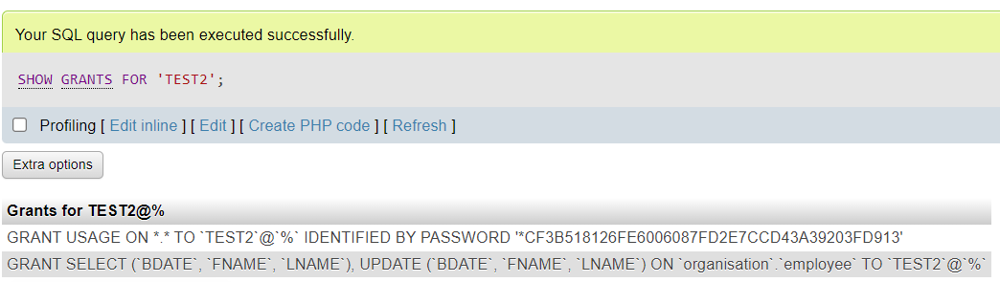 Your SQL query has been executed successfully.
SHOW GRANTS FOR 'TEST2';
Profiling [ Edit inline ] [ Edit ] [ Create PHP code ] [ Refresh ]
Extra options
Grants for TEST2@%
GRANT USAGE ON *.* TO `TEST2`@`%` IDENTIFIED BY PASSWORD '*CF3B518126FE6006087FD2E7CCD43A39203FD913'
GRANT SELECT (`BDATE`, `FNAME`, `LNAME`), UPDATE (`BDATE`, `FNAME`, `LNAME`) ON `organisation`.`employee` TO `TEST2`@`%`